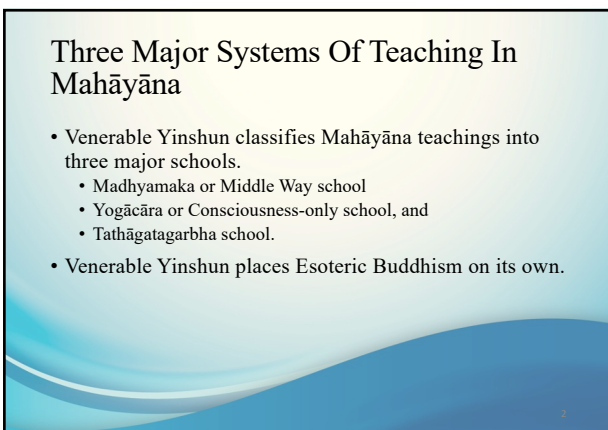 Three Major Systems Of Teaching In
Mahāyāna
• Venerable Yinshun classifies Mahāyāna teachings into
three major schools.
• Madhyamaka or Middle Way school
• Yogācāra or Consciousness-only school, and
• Tathāgatagarbha school.
• Venerable Yinshun places Esoteric Buddhism on its own.
2